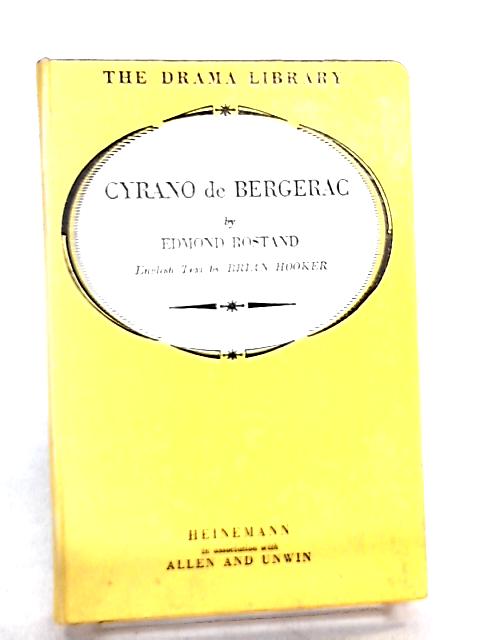 THE DRAMA LIBRARY
CYRANO de BERGERAC
by
EDMOND ROSTAND
English Text by BRIAN HOOKER
HEINEMANN
in association with
ALLEN AND UNWIN